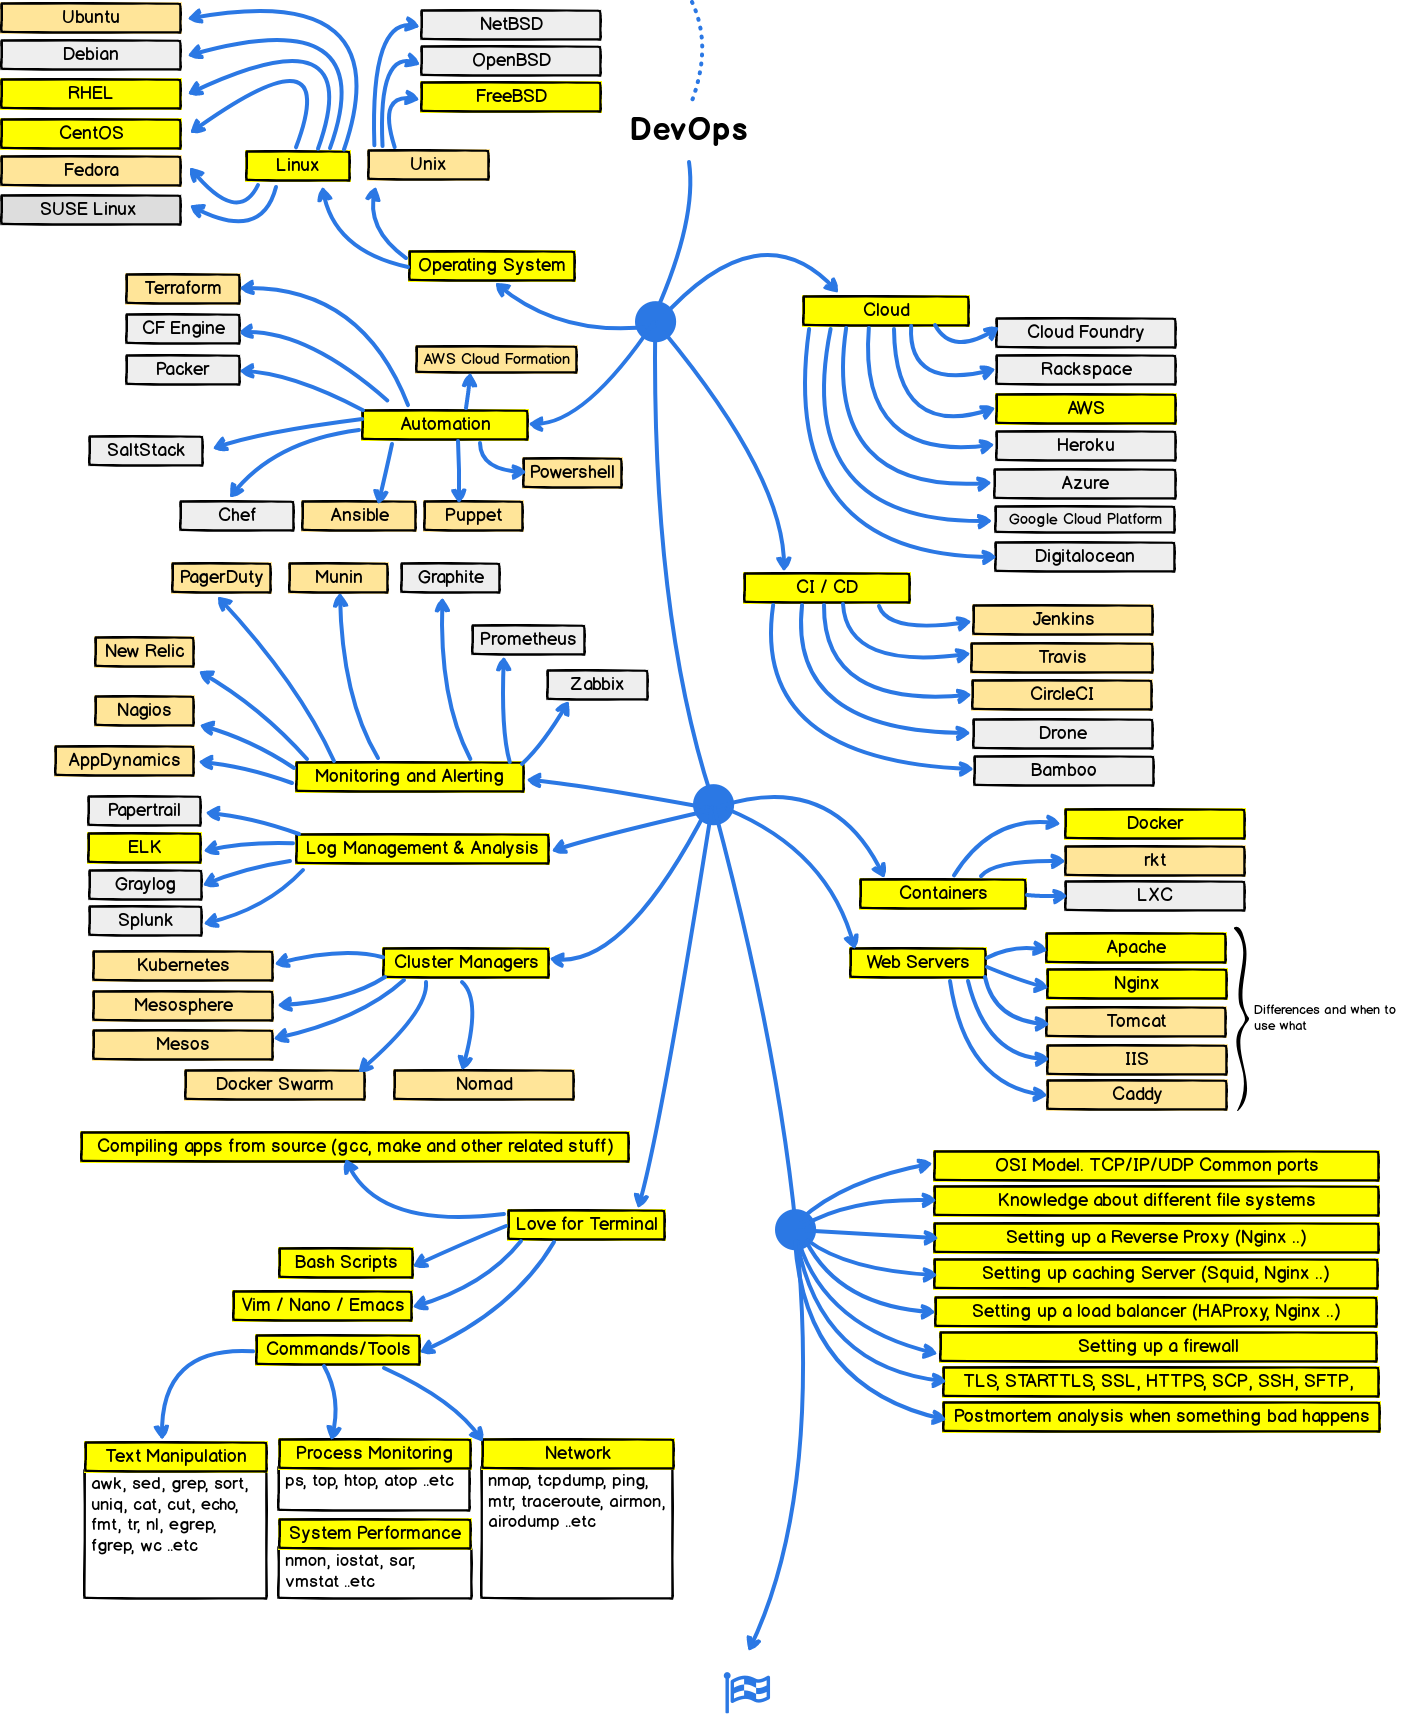 DevOps
Ubuntu
Debian
RHEL
CentOS
Fedora
SUSE Linux
NetBSD
OpenBSD
FreeBSD
Linux
Unix
Operating System
Terraform
CF Engine
Packer
AWS Cloud Formation
Automation
SaltStack
Powershell
Chef
Ansible
Puppet
Cloud
Cloud Foundry
Rackspace
AWS
Heroku
Azure
Google Cloud Platform
Digitalocean
CI / CD
Jenkins
Travis
CircleCI
Drone
Bamboo
PagerDuty
Munin
Graphite
Prometheus
Zabbix
New Relic
Nagios
AppDynamics
Monitoring and Alerting
Papertrail
ELK
Graylog
Splunk
Log Management & Analysis
Containers
Docker
rkt
LXC
Kubernetes
Mesosphere
Mesos
Docker Swarm
Nomad
Cluster Managers
Web Servers
Apache
Nginx
Tomcat
IIS
Caddy
Differences and when to
use what
Compiling apps from source (gcc, make and other related stuff)
Love for Terminal
Bash Scripts
Vim / Nano / Emacs
Commands/Tools
OSI Model. TCP/IP/UDP Common ports
Knowledge about different file systems
Setting up a Reverse Proxy (Nginx ..)
Setting up caching Server (Squid, Nginx ..)
Setting up a load balancer (HAProxy, Nginx ..)
Setting up a firewall
TLS, STARTTLS, SSL, HTTPS, SCP, SSH, SFTP,
Postmortem analysis when something bad happens
Text Manipulation
awk, sed, grep, sort,
uniq, cat, cut, echo,
fmt, tr, nl, egrep,
fgrep, wc ..etc
Process Monitoring
ps, top, htop, atop ..etc
System Performance
nmon, iostat, sar,
vmstat ..etc
Network
nmap, tcpdump, ping,
mtr, traceroute, airmon,
airodump ..etc